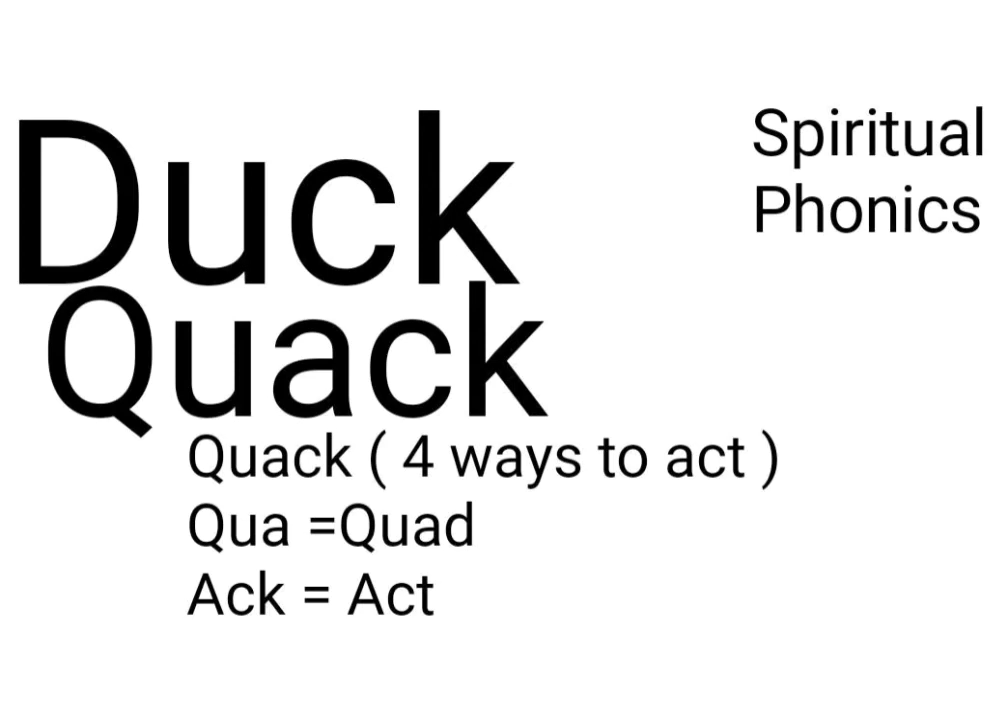 Duck
Quack
Spiritual
Phonics
Quack ( 4 ways to act )
Qua =Quad
Ack = Act